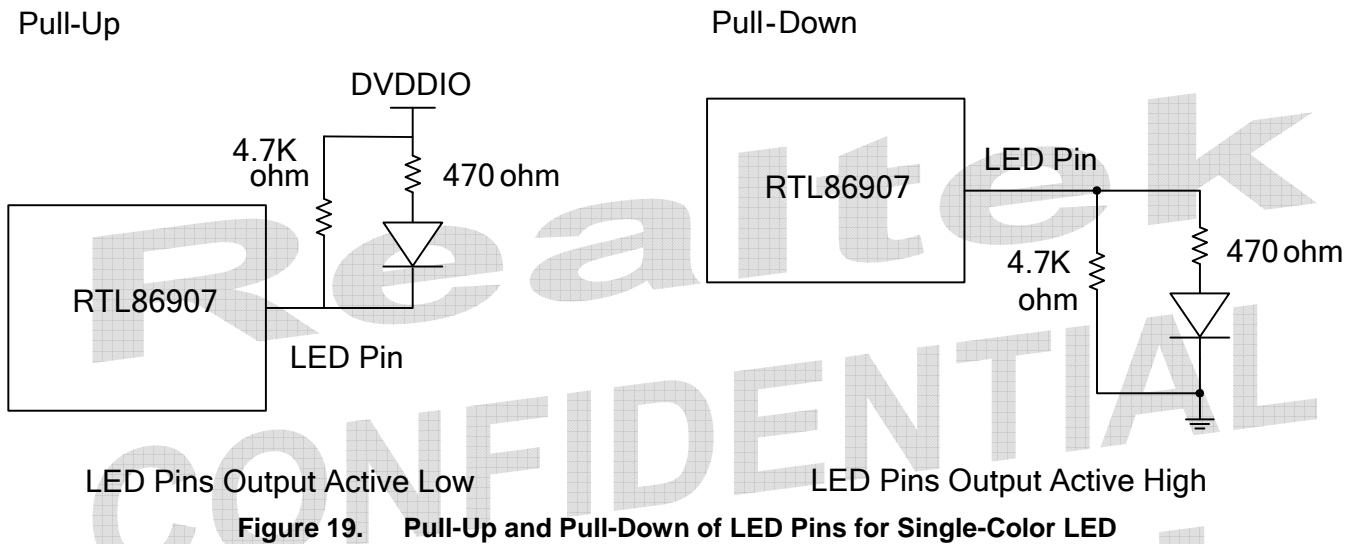 Pull-Up
DVDDIO
4.7K
ohm
470 ohm
RTL86907
LED Pin
LED Pins Output Active Low
Pull-Down
RTL86907
LED Pin
4.7K
ohm
470 ohm
LED Pins Output Active High
Figure 19. Pull-Up and Pull-Down of LED Pins for Single-Color LED
Realtek
CONFIDENTIAL